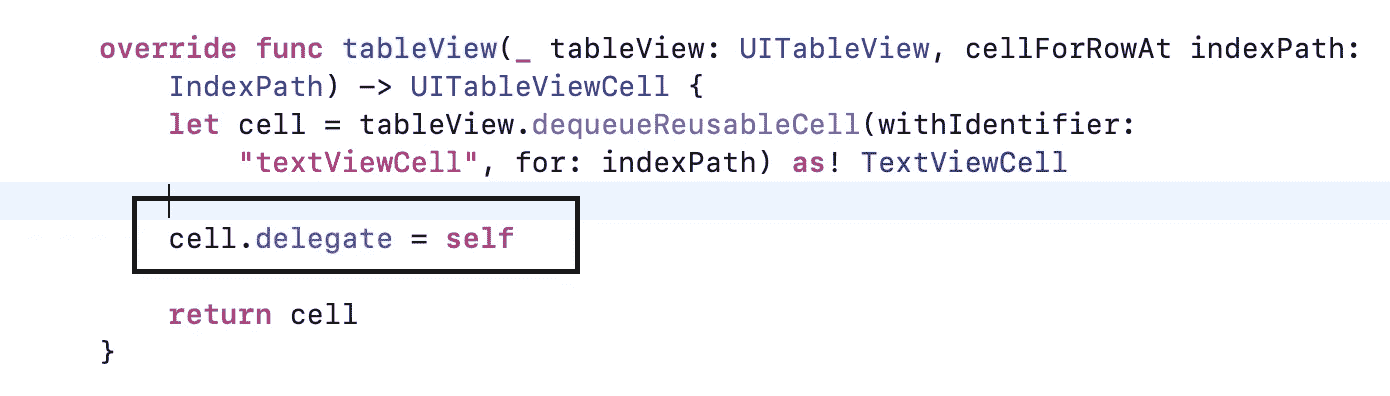 override func tableView(_ tableView: UITableView, cellForRowAt indexPath:
IndexPath) -> UITableViewCell {
let cell = tableView.dequeueReusableCell(withIdentifier:
"textViewCell", for: indexPath) as! TextViewCell
cell.delegate = self
return cell
}